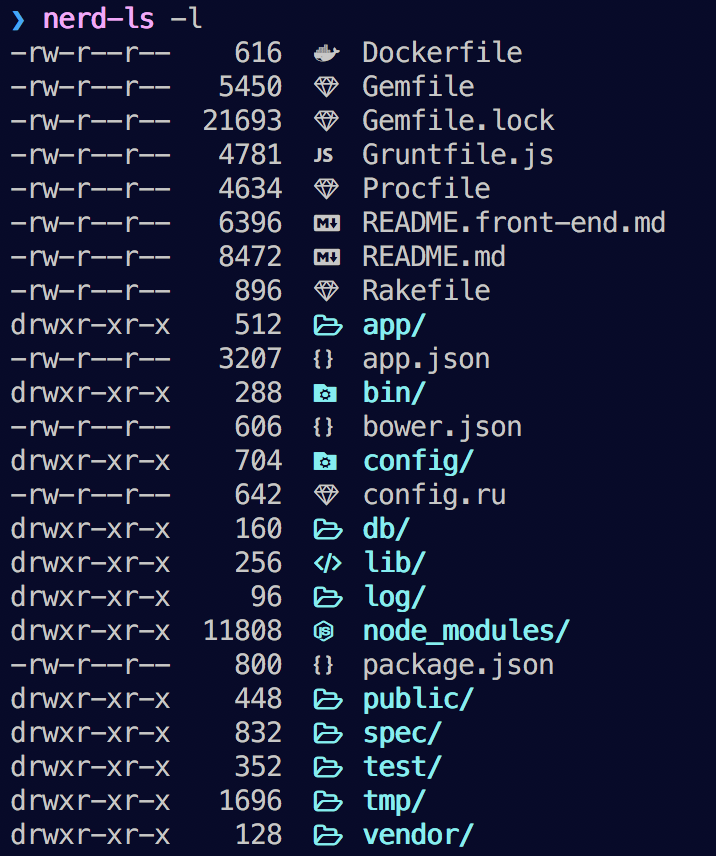 ❯ nerd-ls -l
-rw-r--r-- 616 Dockerfile
-rw-r--r-- 5450 Gemfile
-rw-r--r-- 21693 Gemfile.lock
-rw-r--r-- 4781 JS Gruntfile.js
-rw-r--r-- 4634 Procfile
-rw-r--r-- 6396 M↓ README.front-end.md
-rw-r--r-- 8472 M↓ README.md
-rw-r--r-- 896 Rakefile
drwxr-xr-x 512 app/
-rw-r--r-- 3207 {} app.json
drwxr-xr-x 288 bin/
-rw-r--r-- 606 {} bower.json
drwxr-xr-x 704 config/
-rw-r--r-- 642 config.ru
drwxr-xr-x 160 db/
drwxr-xr-x 256 </> lib/
drwxr-xr-x 96 log/
drwxr-xr-x 11808 JS node_modules/
-rw-r--r-- 800 {} package.json
drwxr-xr-x 448 public/
drwxr-xr-x 832 spec/
drwxr-xr-x 352 test/
drwxr-xr-x 1696 tmp/
drwxr-xr-x 128 vendor/